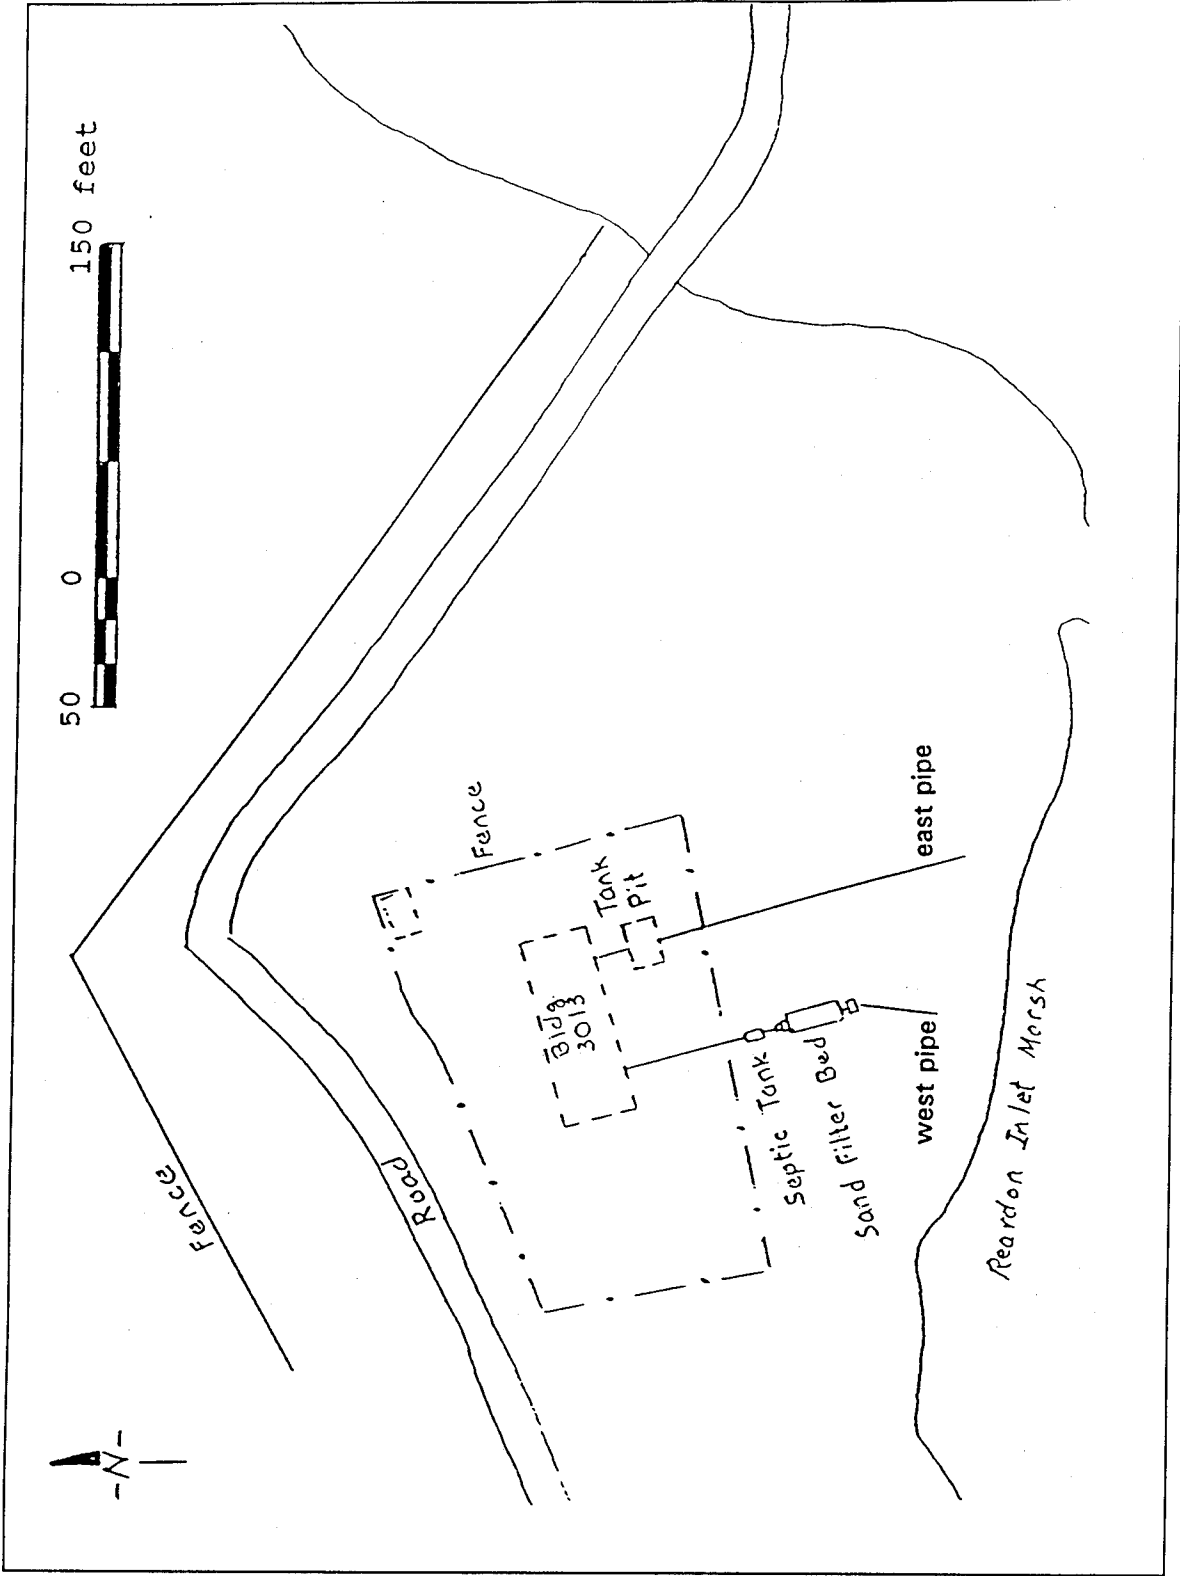 50 0 150 feet
-N-
Fence
Road
Fence
Bldg.
3013
Tank
Pit
Septic Tank
Sand Filter Bed
west pipe
east pipe
Reardon Inlet Marsh